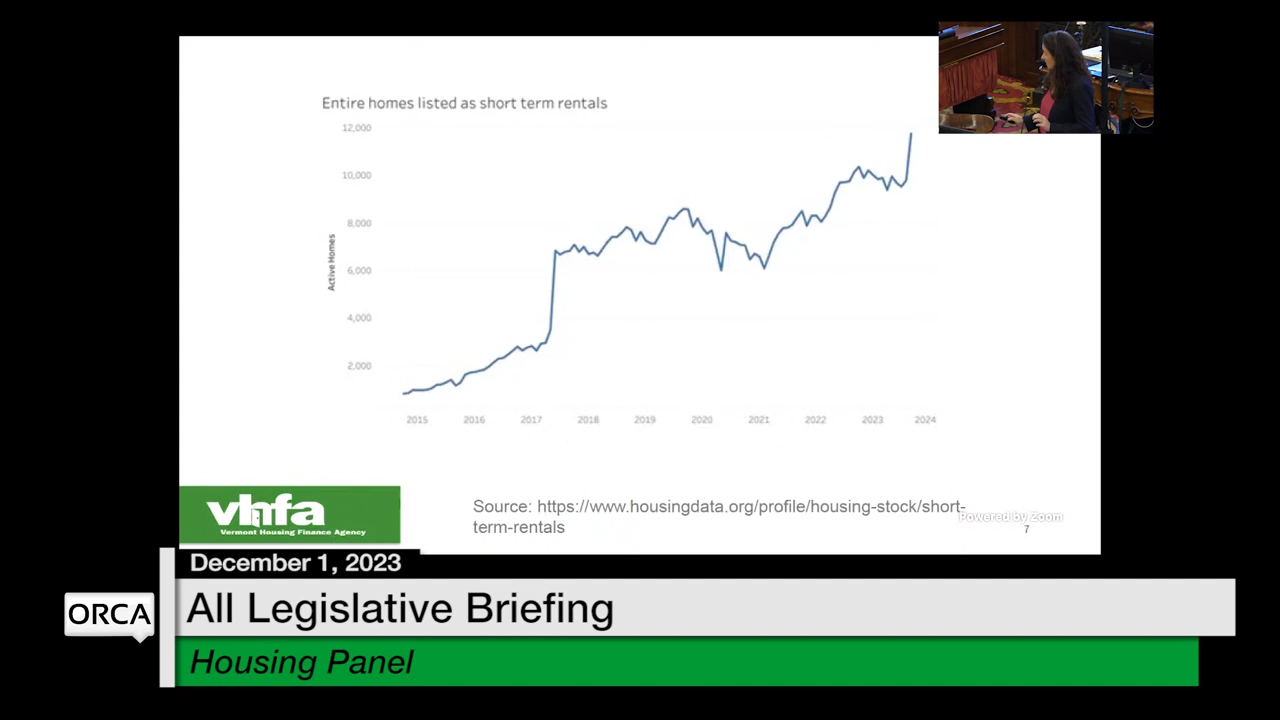 Entire homes listed as short term rentals
12,000
10,000
8,000
6,000
4,000
2,000
Active Homes
2015 2016 2017 2018 2019 2020 2021 2022 2023 2024
vhfa
Vermont Housing Finance Agency
Source: https://www.housingdata.org/profile/housing-stock/short-
term-rentals
Powered by Zoom
7
December 1, 2023
ORCA
All Legislative Briefing
Housing Panel